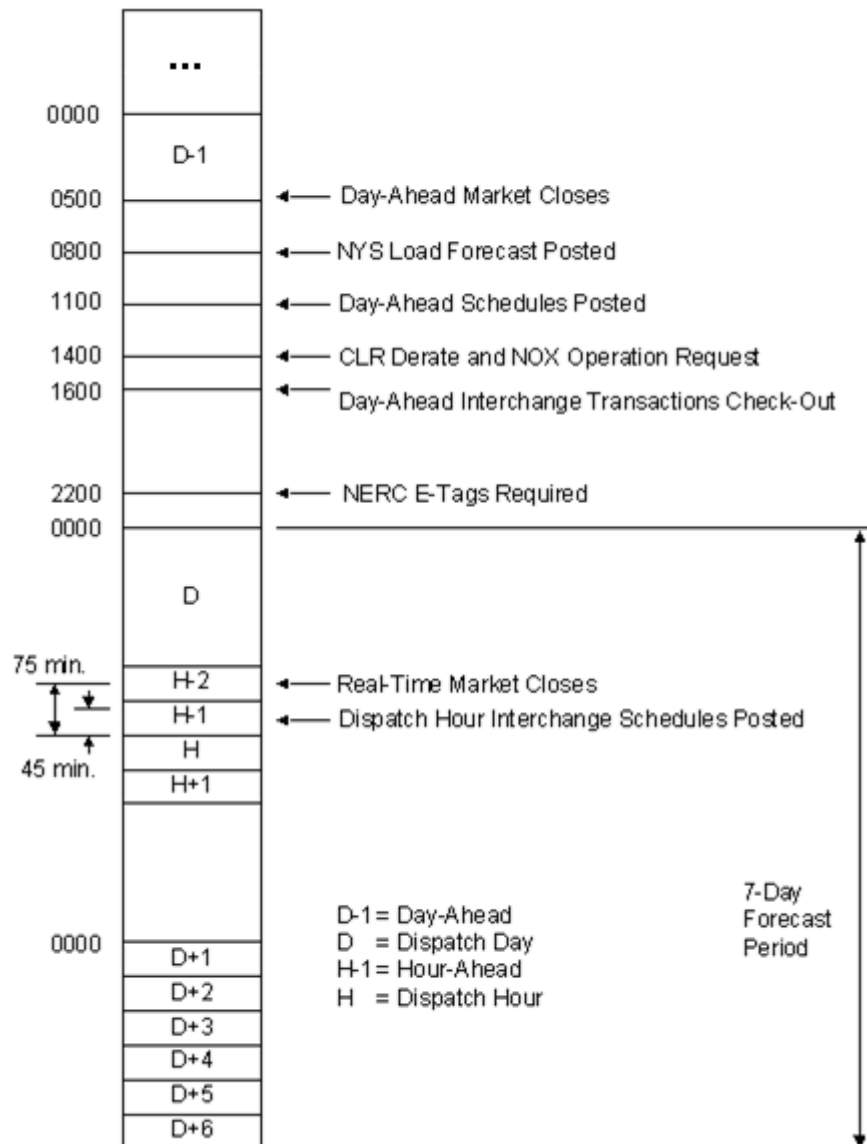 ...
0000
D-1
0500
Day-Ahead Market Closes
0800
NYS Load Forecast Posted
1100
Day-Ahead Schedules Posted
1400
CLR Derate and NOX Operation Request
1600
Day-Ahead Interchange Transactions Check-Out
2200
NERC E-Tags Required
0000
D
75 min.
H-2
Real-Time Market Closes
H-1
Dispatch Hour Interchange Schedules Posted
H
45 min.
H+1
7-Day
Forecast
Period
D-1 = Day-Ahead
D = Dispatch Day
H-1 = Hour-Ahead
H = Dispatch Hour
0000
D+1
D+2
D+3
D+4
D+5
D+6